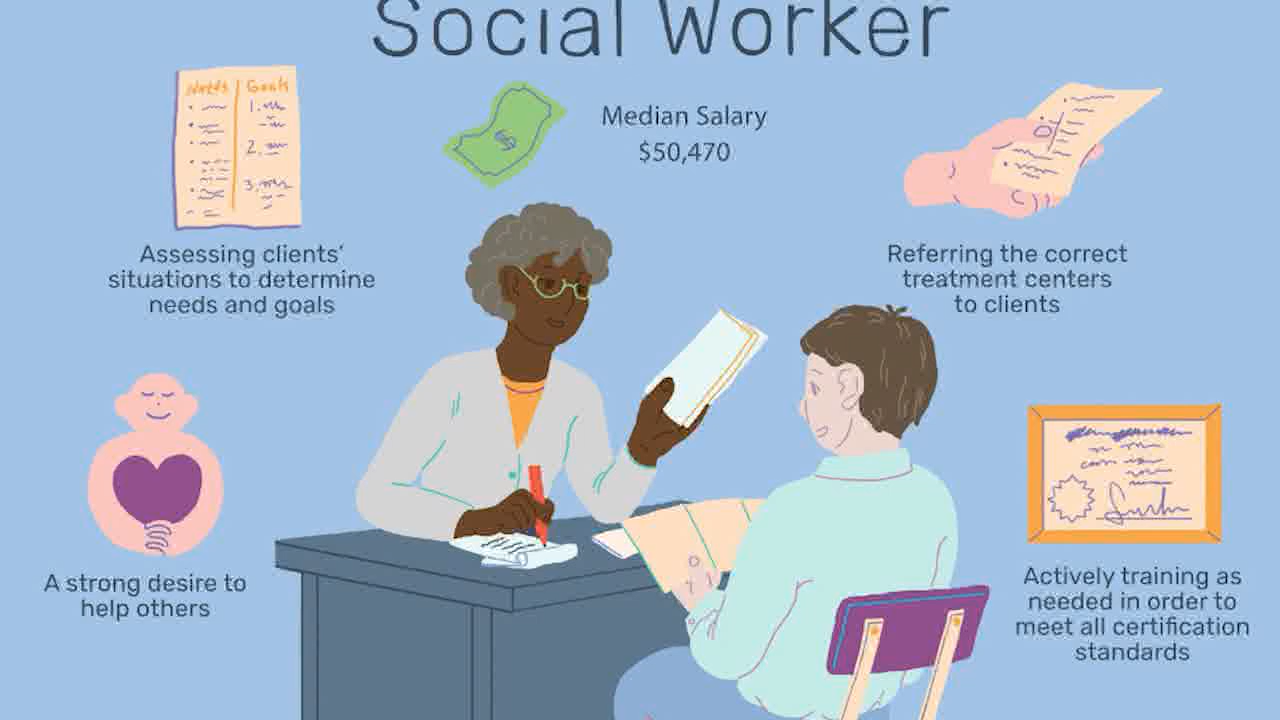 Social Worker
Needs Goals
1.
2.
3.
$
Median Salary
$50,470
Assessing clients'
situations to determine
needs and goals
Referring the correct
treatment centers
to clients
A strong desire to
help others
Actively training as
needed in order to
meet all certification
standards